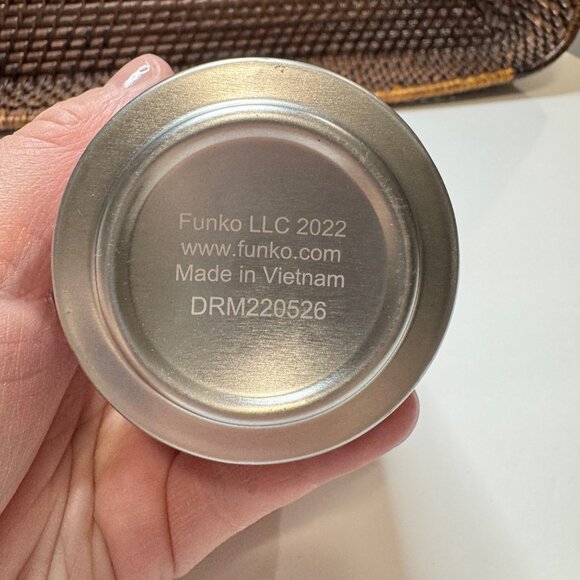 Funko LLC 2022
www.funko.com
Made in Vietnam
DRM220526